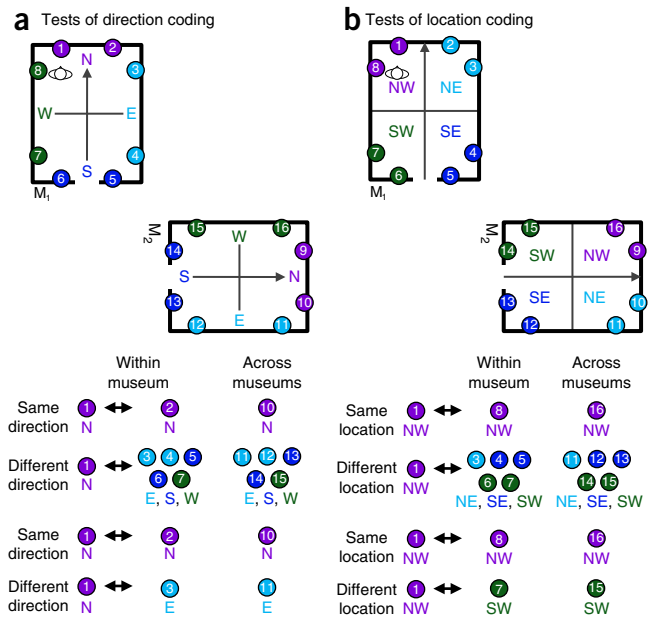 a Tests of direction coding
1 2
N
8 3
W E
7 4
S
6 5
M1
15 16
M2
W
14 9
S N
13 10
E
12 11
Within museum
Across museums
Same direction 1 2 10
N N N
Different direction 1 3 4 5 11 12 13
N 6 7 14 15
E, S, W E, S, W
Same direction 1 2 10
N N N
Different direction 1 3 11
N E E
b Tests of location coding
1 2
8 3
NW NE
SW SE
7 4
6 5
M1
15 16
M2
14 SW NW 9
13 SE NE 10
12 11
Within museum
Across museums
Same location 1 8 16
NW NW NW
Different location 1 3 4 5 11 12 13
NW 6 7 14 15
NE, SE, SW NE, SE, SW
Same location 1 8 16
NW NW NW
Different location 1 7 15
NW SW SW